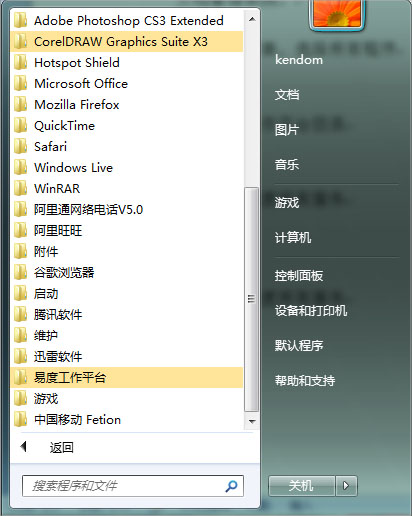 Adobe Photoshop CS3 Extended
CorelDRAW Graphics Suite X3
Hotspot Shield
Microsoft Office
Mozilla Firefox
QuickTime
Safari
Windows Live
WinRAR
阿里通网络电话V5.0
阿里旺旺
附件
谷歌浏览器
启动
腾讯软件
维护
迅雷软件
易度工作平台
游戏
中国移动 Fetion
返回
搜索程序和文件
kendom
文档
图片
音乐
游戏
计算机
控制面板
设备和打印机
默认程序
帮助和支持
关机